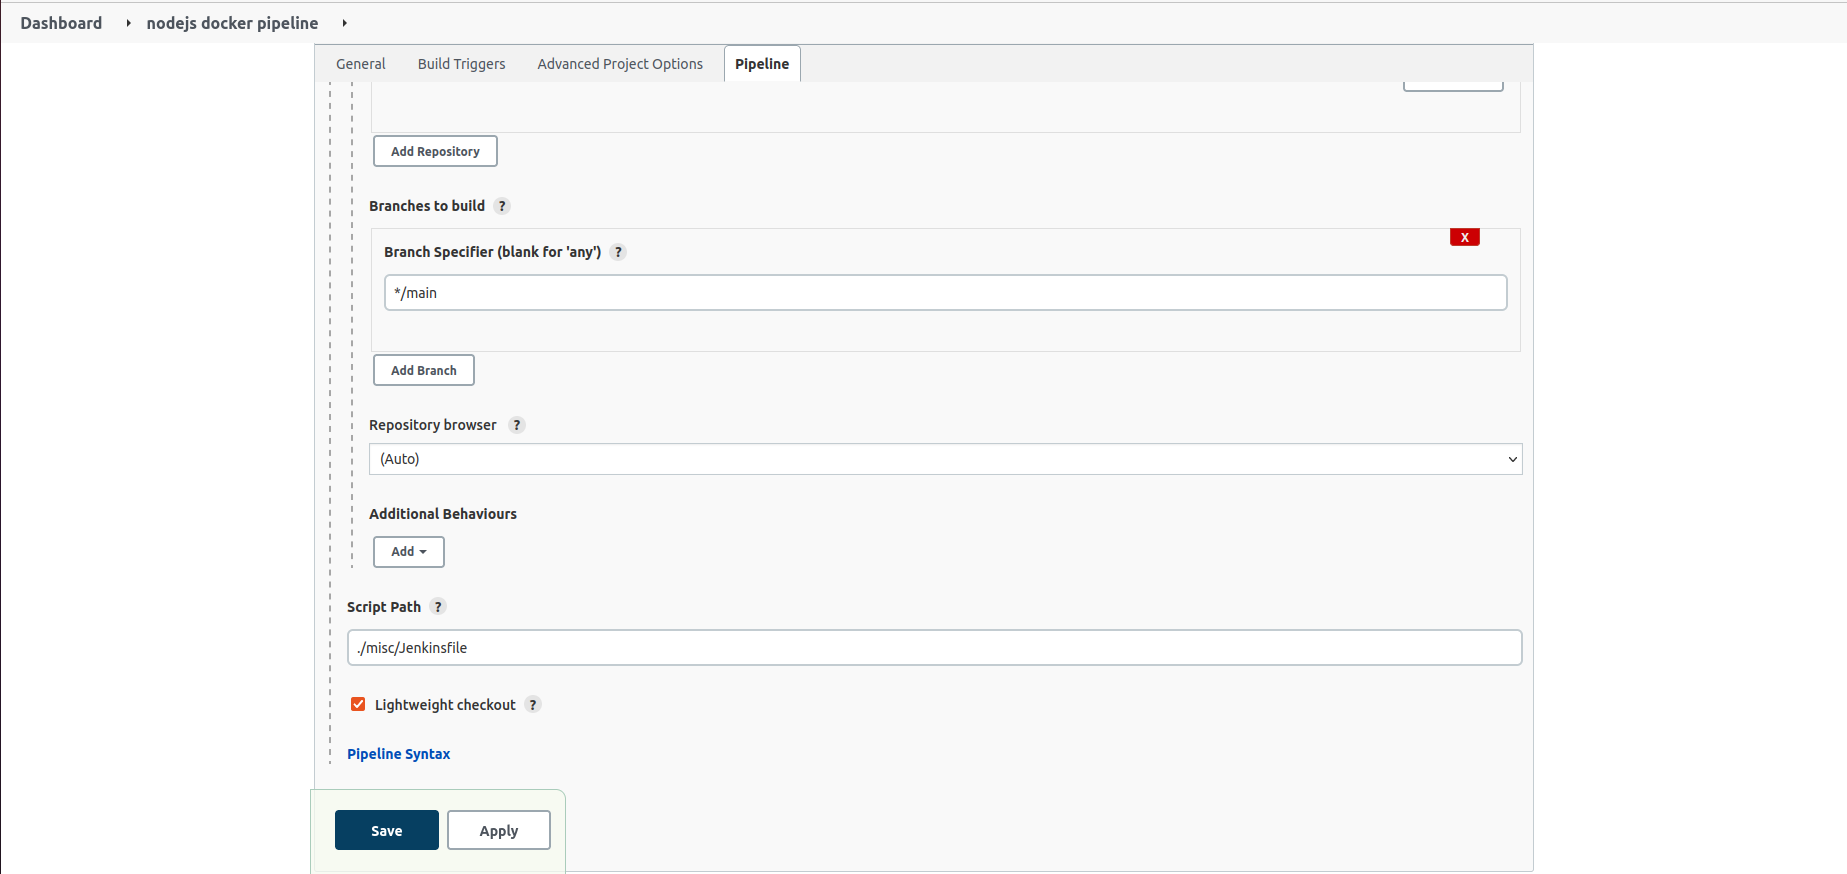 Dashboard
nodejs docker pipeline
General
Build Triggers
Advanced Project Options
Pipeline
Add Repository
Branches to build ?
X
Branch Specifier (blank for 'any') ?
*/main
Add Branch
Repository browser ?
(Auto)
Additional Behaviours
Add
Script Path ?
./misc/Jenkinsfile
Lightweight checkout ?
Pipeline Syntax
Save
Apply